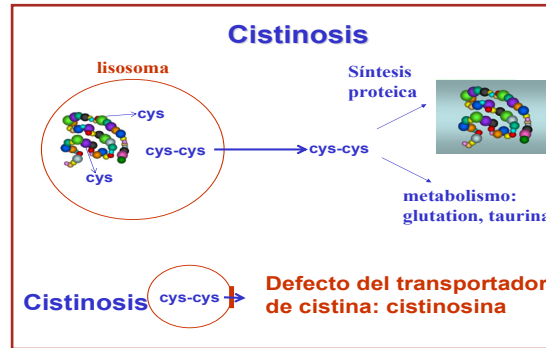 Cistinosis
lisosoma
Síntesis
proteica
cys
cys-cys
cys-cys
cys
metabolismo:
glutation, taurina
Defecto del transportador
de cistina: cistinosina
Cistinosis
cys-cys